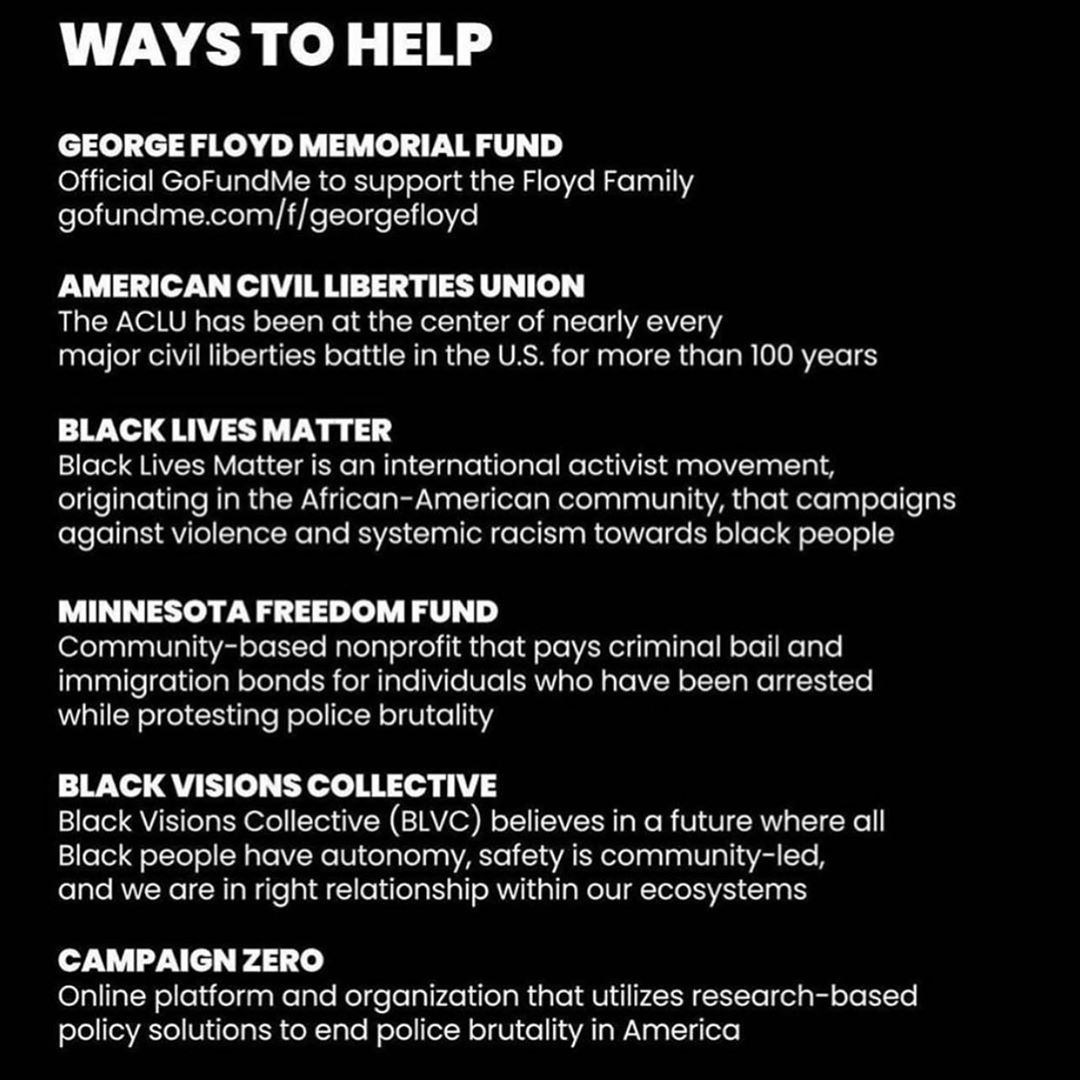 WAYS TO HELP
GEORGE FLOYD MEMORIAL FUND
Official GoFundMe to support the Floyd Family
gofundme.com/f/georgefloyd
AMERICAN CIVIL LIBERTIES UNION
The ACLU has been at the center of nearly every
major civil liberties battle in the U.S. for more than 100 years
BLACK LIVES MATTER
Black Lives Matter is an international activist movement,
originating in the African-American community, that campaigns
against violence and systemic racism towards black people
MINNESOTA FREEDOM FUND
Community-based nonprofit that pays criminal bail and
immigration bonds for individuals who have been arrested
while protesting police brutality
BLACK VISIONS COLLECTIVE
Black Visions Collective (BLVC) believes in a future where all
Black people have autonomy, safety is community-led,
and we are in right relationship within our ecosystems
CAMPAIGN ZERO
Online platform and organization that utilizes research-based
policy solutions to end police brutality in America